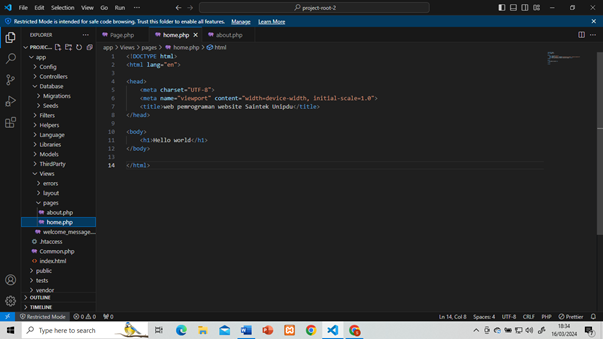 File Edit Selection View Go Run ···
project-root-2
Restricted Mode is intended for safe code browsing. Trust this folder to enable all features. Manage Learn More
EXPLORER ···
Page.php home.php about.php
PROJEC...
app > Views > pages > home.php > html
app
Config
Controllers
Database
Migrations
Seeds
Filters
Helpers
Language
Libraries
Models
ThirdParty
Views
errors
layout
pages
about.php
home.php
welcome_message....
.htaccess
Common.php
index.html
public
tests
vendor
OUTLINE
TIMELINE
1 <!DOCTYPE html>
2 <html lang="en">
3
4 <head>
5 <meta charset="UTF-8">
6 <meta name="viewport" content="width=device-width, initial-scale=1.0">
7 <title>web pemrograman website Saintek Unipdu</title>
8 </head>
9
10 <body>
11 <h1>Hello world</h1>
12 </body>
13
14 </html>
Restricted Mode 0 0 0 Ln 14, Col 8 Spaces: 4 UTF-8 CRLF PHP Prettier
Type here to search
18:34
16/03/2024